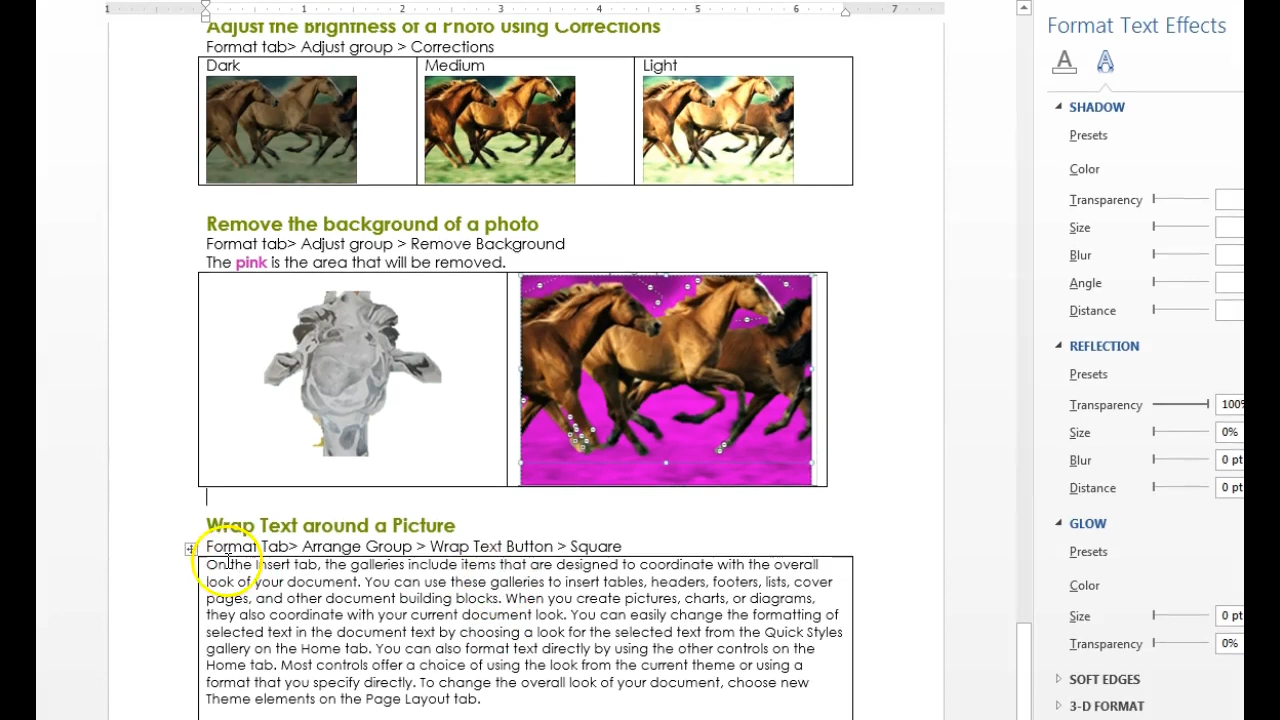 1 1 2 3 4 5 6 7
Adjust the Brightness of a Photo using Corrections
Format tab> Adjust group > Corrections
Dark Medium Light
Remove the background of a photo
Format tab> Adjust group > Remove Background
The pink is the area that will be removed.
Wrap Text around a Picture
Format Tab> Arrange Group > Wrap Text Button > Square
On the Insert tab, the galleries include items that are designed to coordinate with the overall
look of your document. You can use these galleries to insert tables, headers, footers, lists, cover
pages, and other document building blocks. When you create pictures, charts, or diagrams,
they also coordinate with your current document look. You can easily change the formatting of
selected text in the document text by choosing a look for the selected text from the Quick Styles
gallery on the Home tab. You can also format text directly by using the other controls on the
Home tab. Most controls offer a choice of using the look from the current theme or using a
format that you specify directly. To change the overall look of your document, choose new
Theme elements on the Page Layout tab.
Format Text Effects
A A
SHADOW
Presets
Color
Transparency
Size
Blur
Angle
Distance
REFLECTION
Presets
Transparency 100%
Size 0%
Blur 0 pt
Distance 0 pt
GLOW
Presets
Color
Size 0 pt
Transparency 0%
SOFT EDGES
3-D FORMAT